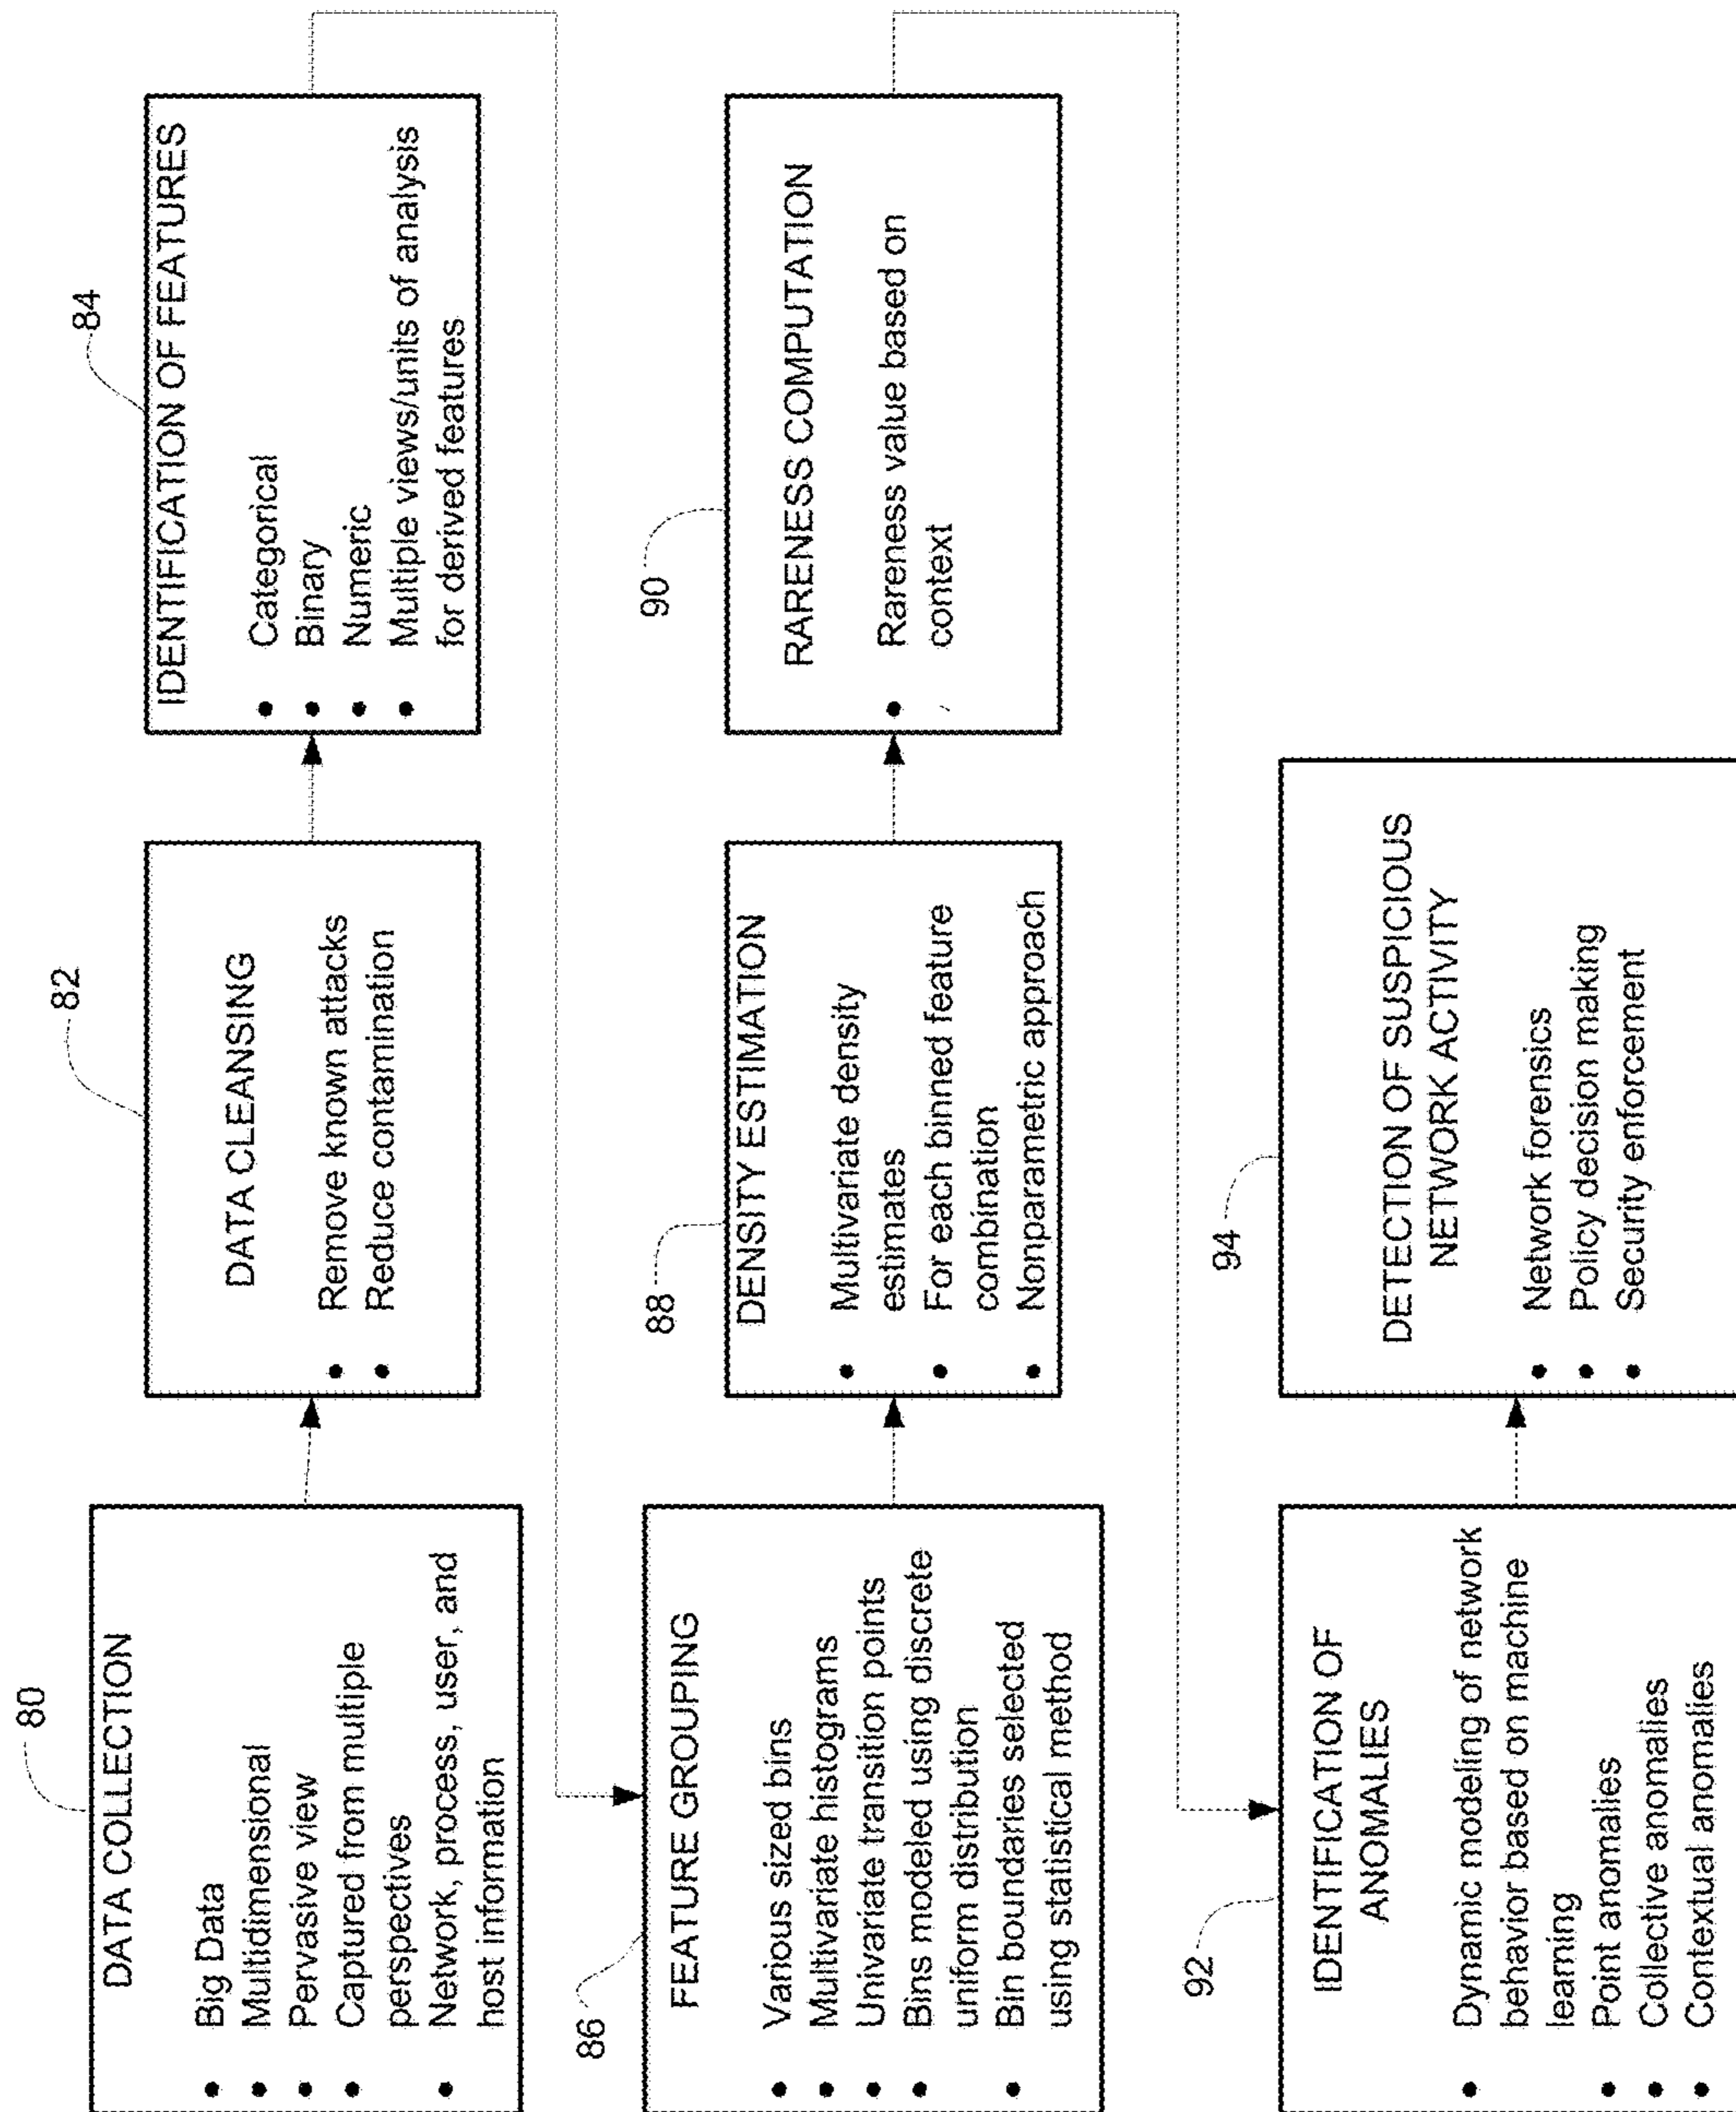 80
DATA COLLECTION
• Big Data
• Multidimensional
• Pervasive view
• Captured from multiple
perspectives
• Network, process, user, and
host information
82
DATA CLEANSING
• Remove known attacks
• Reduce contamination
84
IDENTIFICATION OF FEATURES
• Categorical
• Binary
• Numeric
• Multiple views/units of analysis
for derived features
86
FEATURE GROUPING
• Various sized bins
• Multivariate histograms
• Univariate transition points
• Bins modeled using discrete
uniform distribution
• Bin boundaries selected
using statistical method
88
DENSITY ESTIMATION
• Multivariate density
estimates
• For each binned feature
combination
• Nonparametric approach
90
RARENESS COMPUTATION
• Rareness value based on
context
92
IDENTIFICATION OF
ANOMALIES
• Dynamic modeling of network
behavior based on machine
learning
• Point anomalies
• Collective anomalies
• Contextual anomalies
94
DETECTION OF SUSPICIOUS
NETWORK ACTIVITY
• Network forensics
• Policy decision making
• Security enforcement